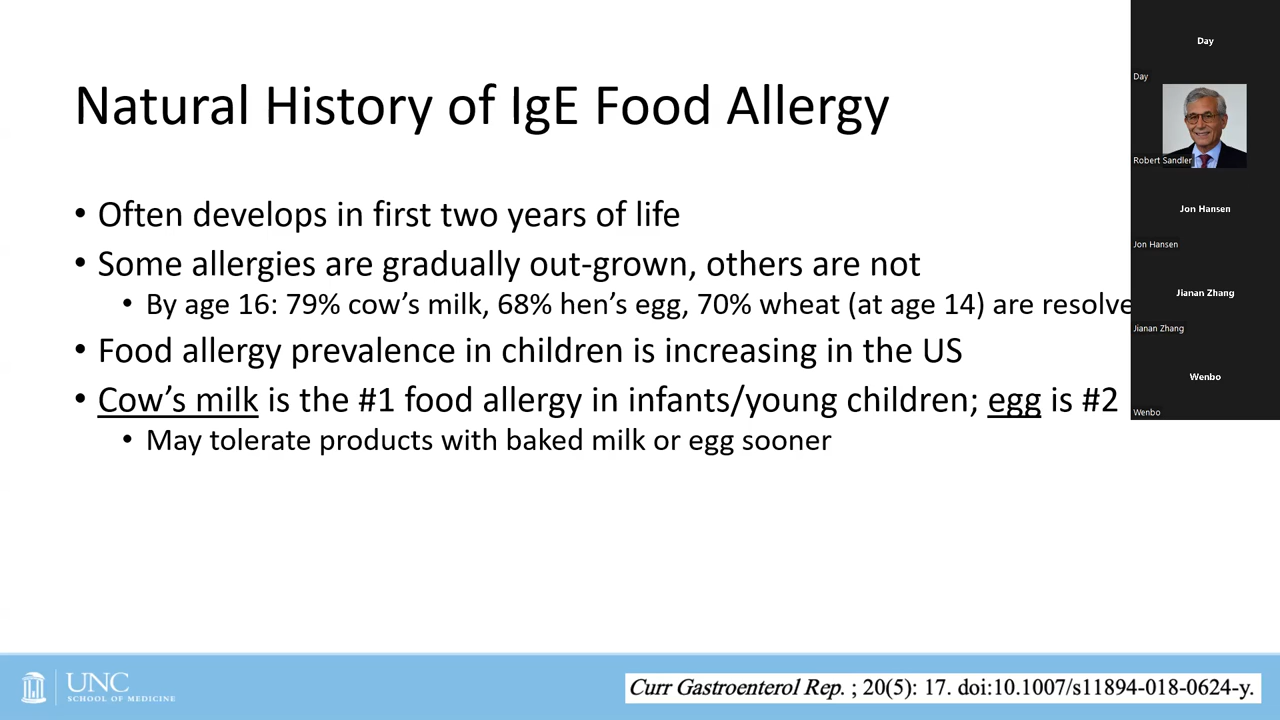 Natural History of IgE Food Allergy
• Often develops in first two years of life
• Some allergies are gradually out-grown, others are not
• By age 16: 79% cow's milk, 68% hen's egg, 70% wheat (at age 14) are resolve
• Food allergy prevalence in children is increasing in the US
• Cow's milk is the #1 food allergy in infants/young children; egg is #2
• May tolerate products with baked milk or egg sooner
UNC
SCHOOL OF MEDICINE
Curr Gastroenterol Rep. ; 20(5): 17. doi:10.1007/s11894-018-0624-y.
Day
Day
Robert Sandler
Jon Hansen
Jon Hansen
Jianan Zhang
Jianan Zhang
Wenbo
Wenbo